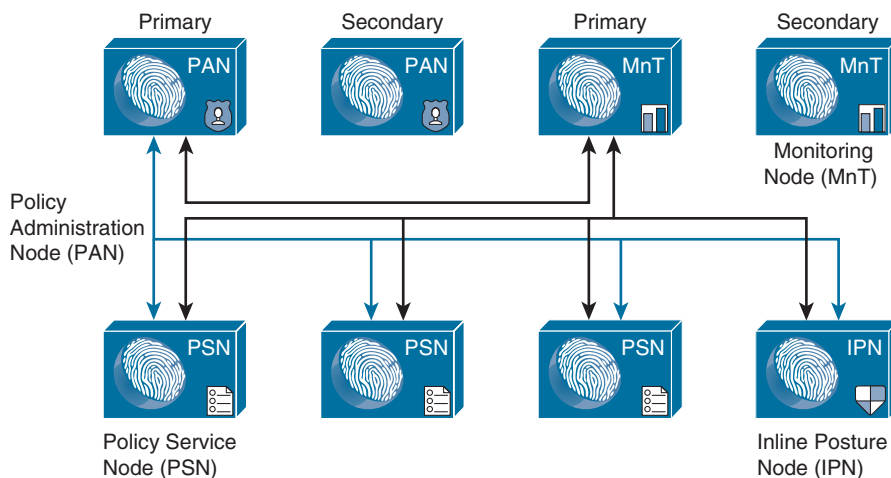 Primary
Secondary
Primary
Secondary
PAN
PAN
MnT
MnT
Monitoring
Node (MnT)
Policy
Administration
Node (PAN)
PSN
PSN
PSN
IPN
Policy Service
Node (PSN)
Inline Posture
Node (IPN)